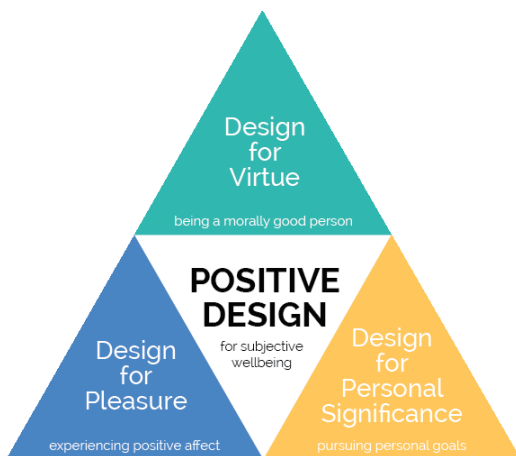 Design
for
Virtue
being a morally good person
POSITIVE
DESIGN
for subjective
wellbeing
Design
for
Pleasure
experiencing positive affect
Design
for
Personal
Significance
pursuing personal goals